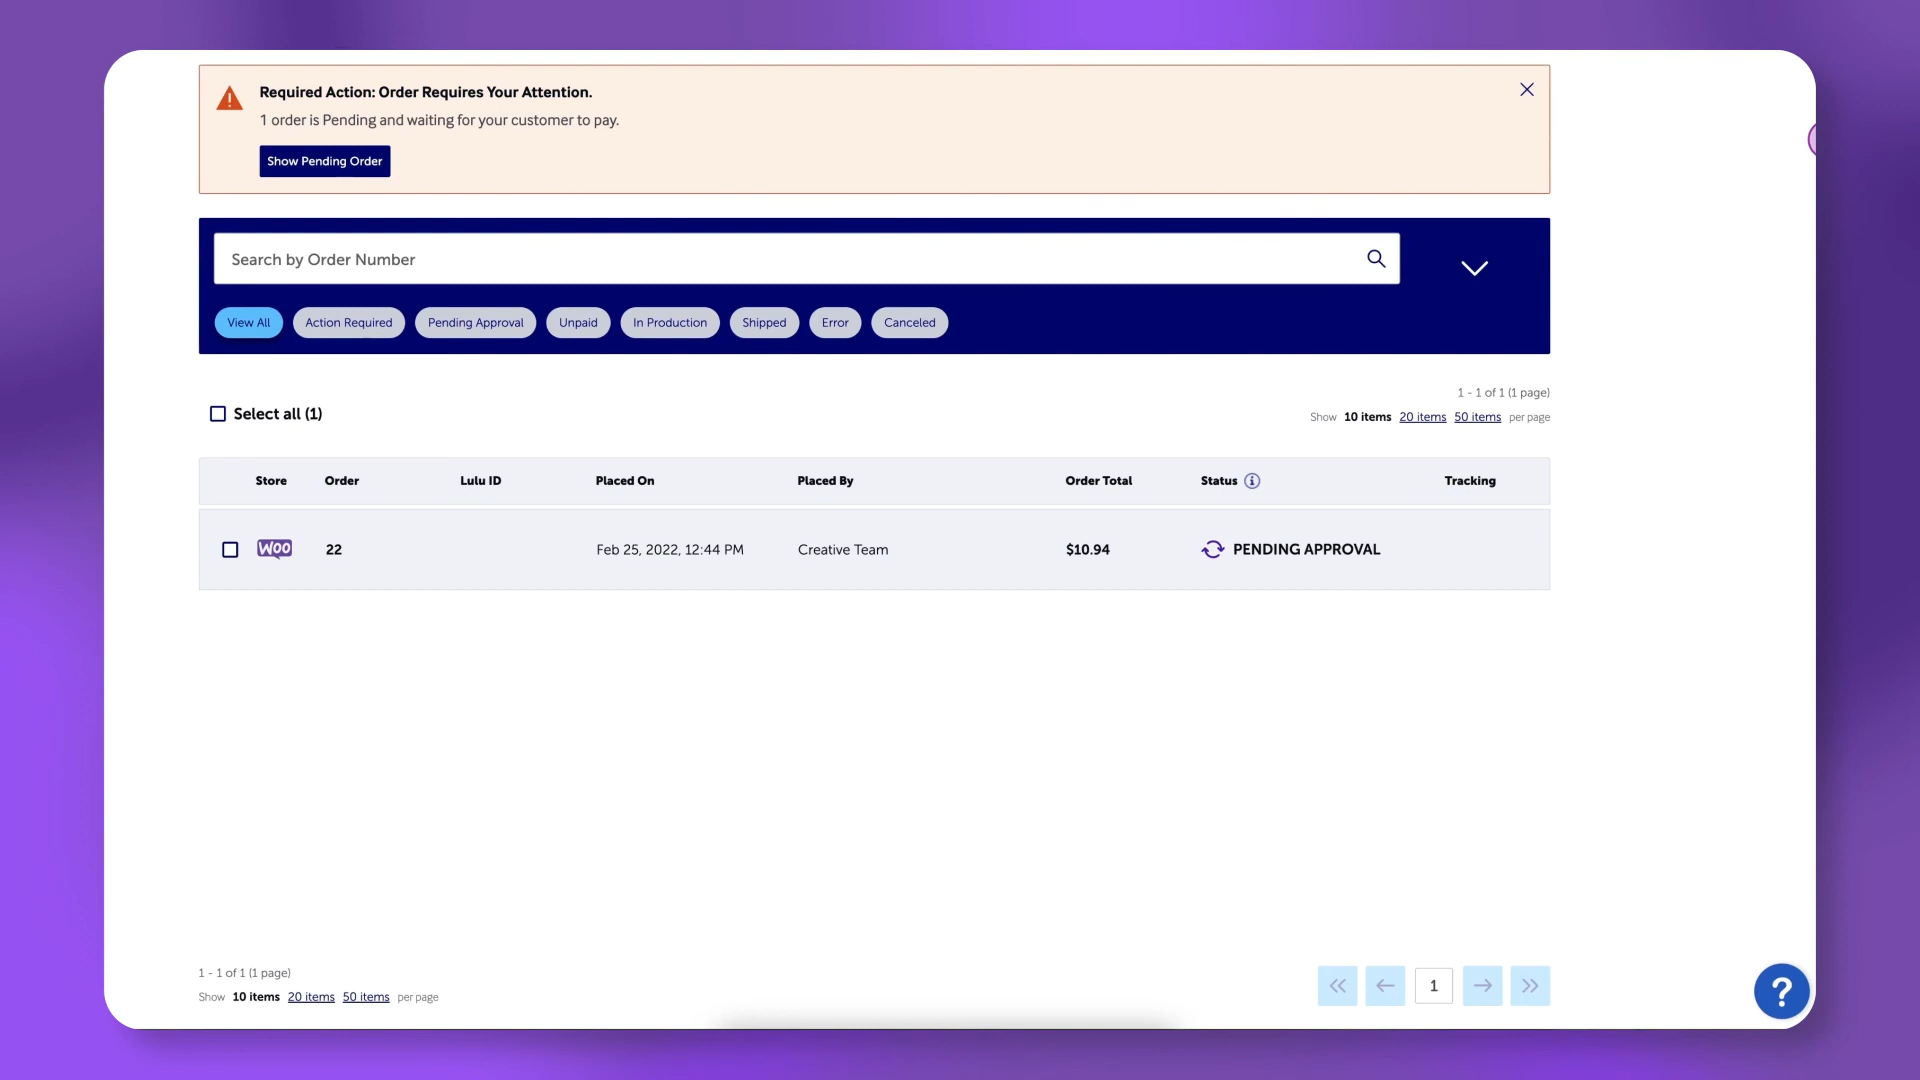 Required Action: Order Requires Your Attention.
1 order is Pending and waiting for your customer to pay.
Show Pending Order
Search by Order Number
View All Action Required Pending Approval Unpaid In Production Shipped Error Canceled
1 - 1 of 1 (1 page)
Select all (1)
Show 10 items 20 items 50 items per page
Store Order Lulu ID Placed On Placed By Order Total Status i Tracking
WOO 22 Feb 25, 2022, 12:44 PM Creative Team $10.94 PENDING APPROVAL
1 - 1 of 1 (1 page)
Show 10 items 20 items 50 items per page
1
?